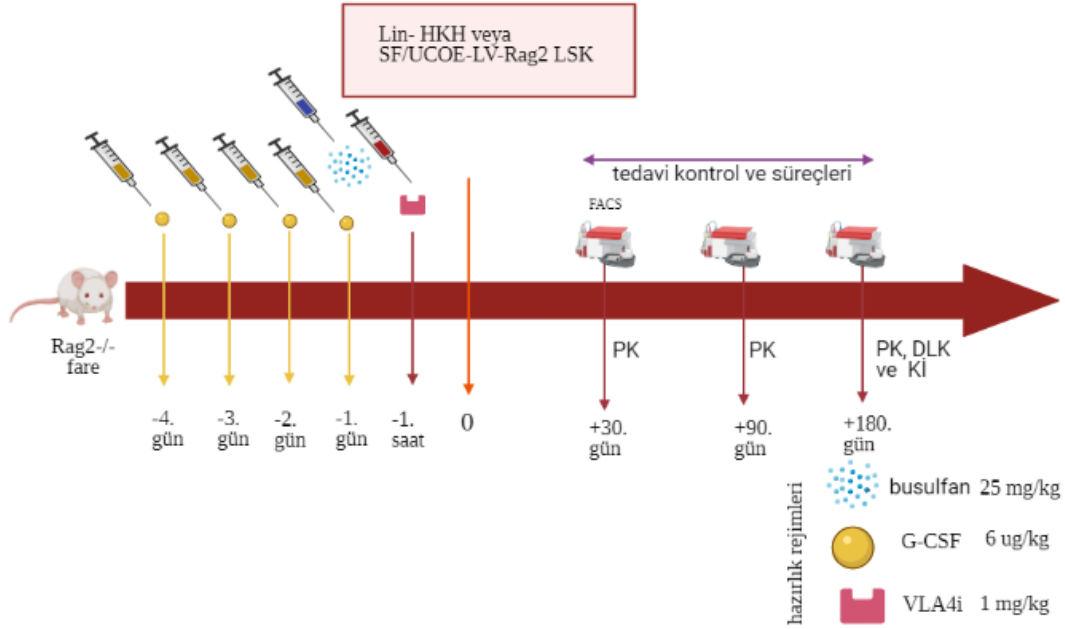 Lin- HKH veya
SF/UCOE-LV-Rag2 LSK
tedavi kontrol ve süreçleri
FACS
Rag2-/-
fare
PK
PK
PK, DLK
ve Kİ
-4.
gün
-3.
gün
-2.
gün
-1.
gün
-1.
saat
0
+30.
gün
+90.
gün
+180.
gün
hazırlık rejimleri
busulfan 25 mg/kg
G-CSF 6 ug/kg
VLA4i 1 mg/kg